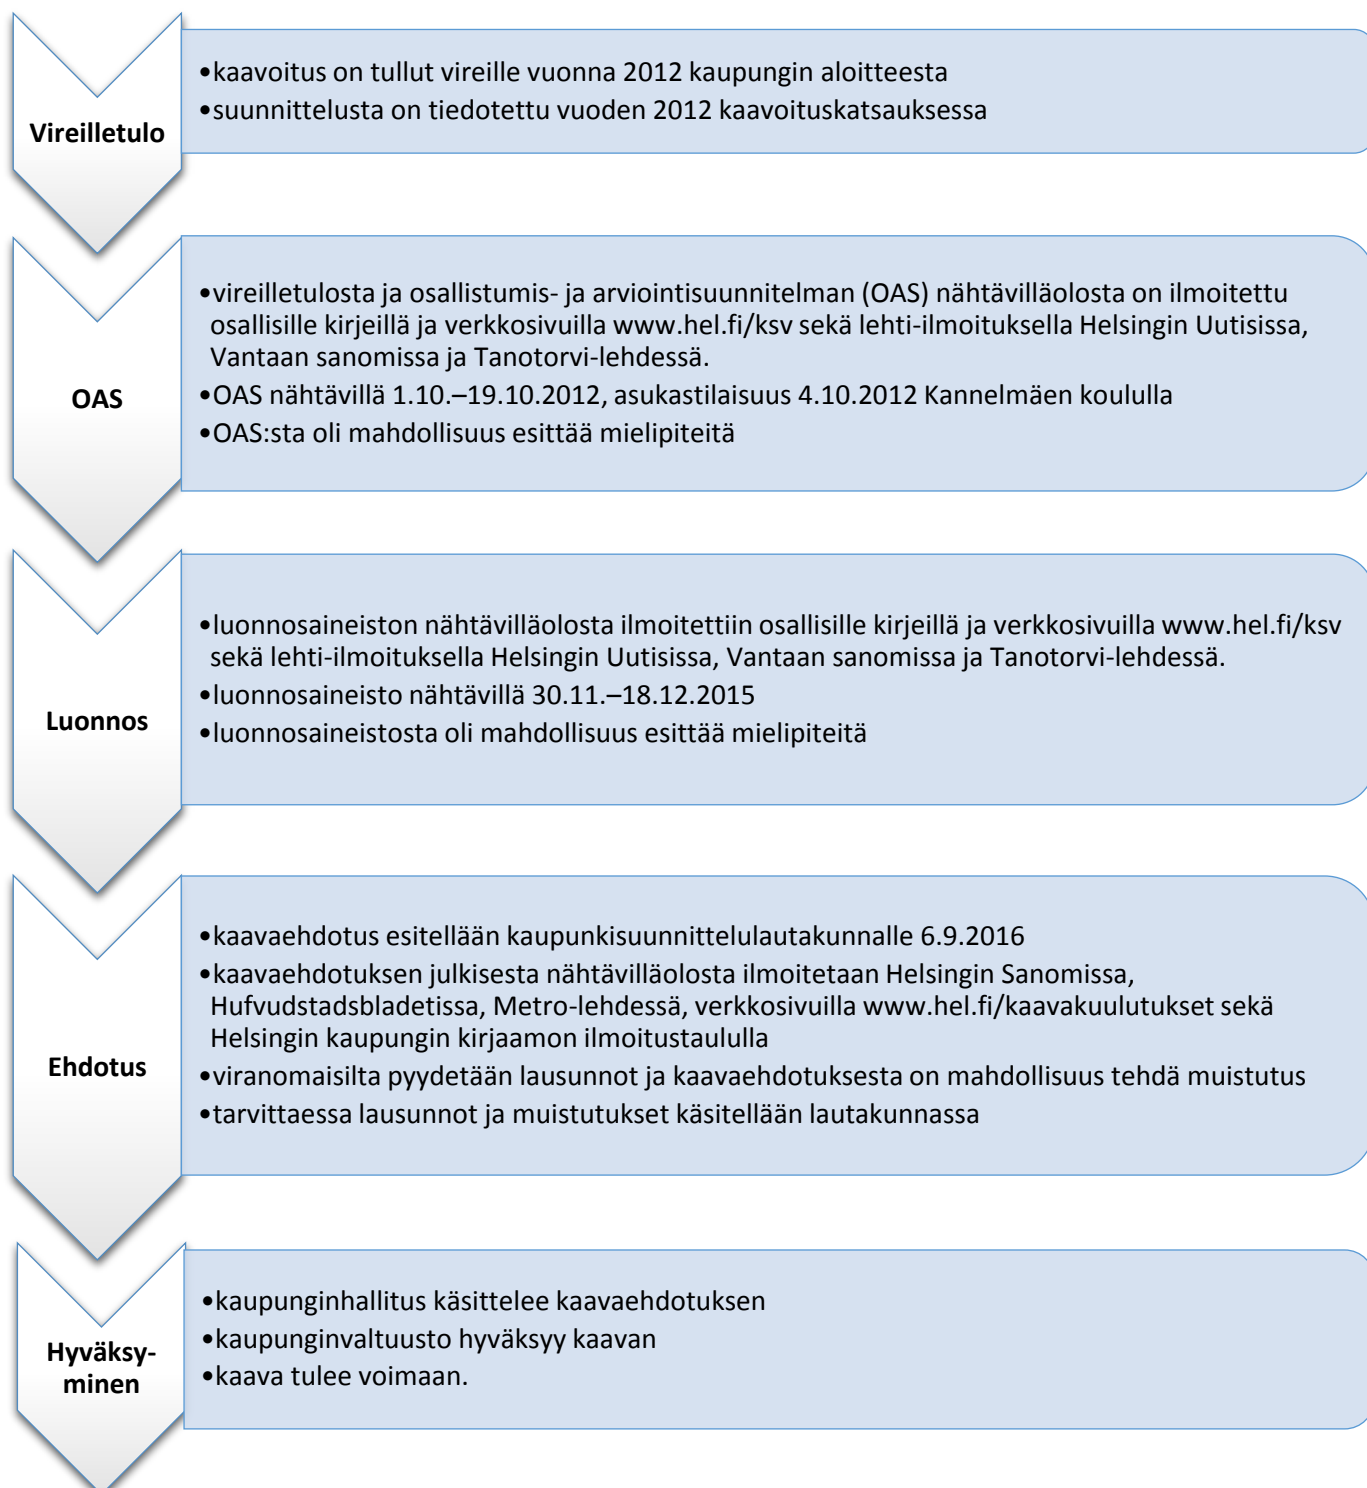 Vireilletulo
•kaavoitus on tullut vireille vuonna 2012 kaupungin aloitteesta
•suunnittelusta on tiedotettu vuoden 2012 kaavoituskatsauksessa
OAS
•vireilletulosta ja osallistumis- ja arviointisuunnitelman (OAS) nähtävilläolosta on ilmoitettu
osallisille kirjeillä ja verkkosivuilla www.hel.fi/ksv sekä lehti-ilmoituksella Helsingin Uutisissa,
Vantaan sanomissa ja Tanotorvi-lehdessä.
•OAS nähtävillä 1.10.–19.10.2012, asukastilaisuus 4.10.2012 Kannelmäen koululla
•OAS:sta oli mahdollisuus esittää mielipiteitä
Luonnos
•luonnosaineiston nähtävilläolosta ilmoitettiin osallisille kirjeillä ja verkkosivuilla www.hel.fi/ksv
sekä lehti-ilmoituksella Helsingin Uutisissa, Vantaan sanomissa ja Tanotorvi-lehdessä.
•luonnosaineisto nähtävillä 30.11.–18.12.2015
•luonnosaineistosta oli mahdollisuus esittää mielipiteitä
Ehdotus
•kaavaehdotus esitellään kaupunkisuunnittelulautakunnalle 6.9.2016
•kaavaehdotuksen julkisesta nähtävilläolosta ilmoitetaan Helsingin Sanomissa,
Hufvudstadsbladetissa, Metro-lehdessä, verkkosivuilla www.hel.fi/kaavakuulutukset sekä
Helsingin kaupungin kirjaamon ilmoitustaululla
•viranomaisilta pyydetään lausunnot ja kaavaehdotuksesta on mahdollisuus tehdä muistutus
•tarvittaessa lausunnot ja muistutukset käsitellään lautakunnassa
Hyväksy-
minen
•kaupunginhallitus käsittelee kaavaehdotuksen
•kaupunginvaltuusto hyväksyy kaavan
•kaava tulee voimaan.